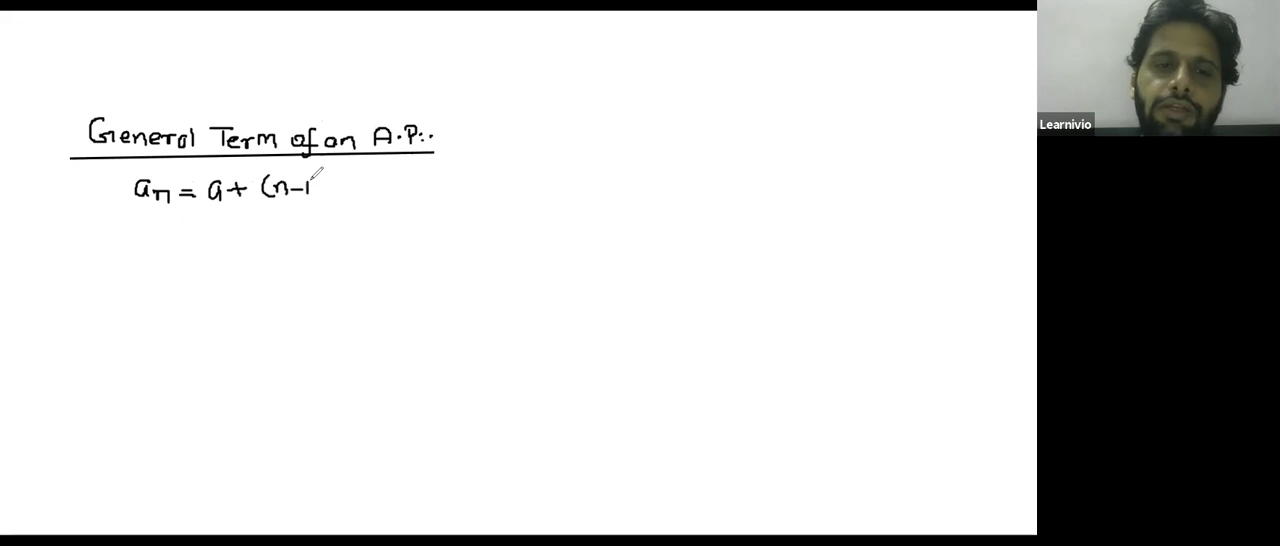 General Term of an A.P:.
an = a + (n-1
Learnivio